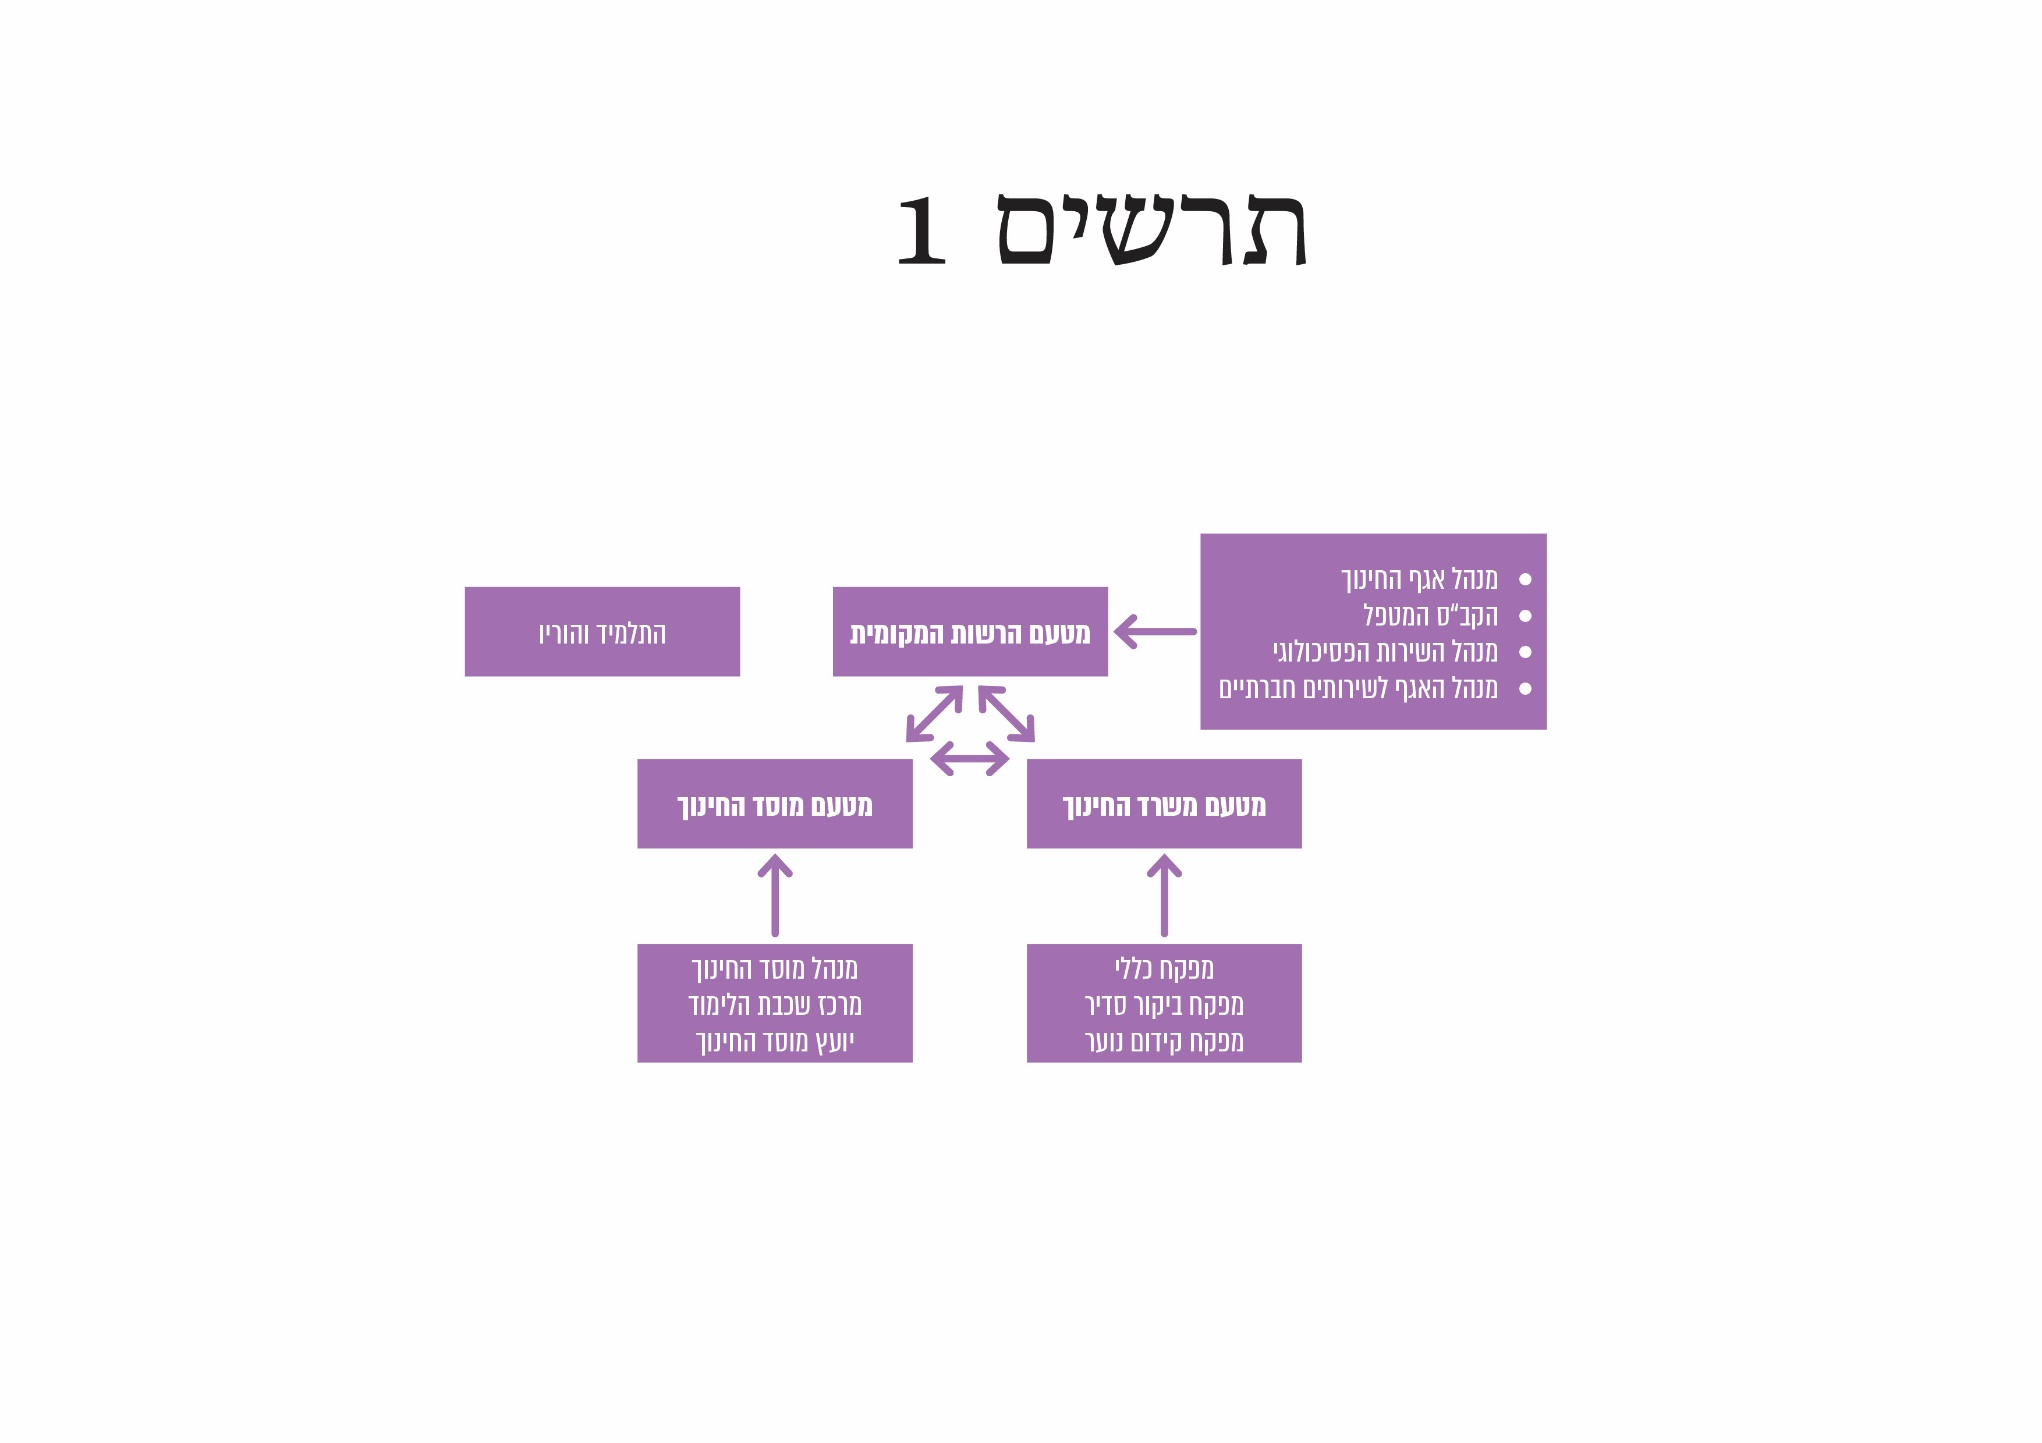 תרשים 1
• מנהל אגף החינוך
• הקב"ס המטפל
• מנהל השירות הפסיכולוגי
• מנהל האגף לשירותים חברתיים
מטעם הרשות המקומית
התלמיד והוריו
מטעם משרד החינוך
מטעם מוסד החינוך
מפקח כללי
מפקח ביקור סדיר
מפקח קידום נוער
מנהל מוסד החינוך
מרכז שכבת הלימוד
יועץ מוסד החינוך